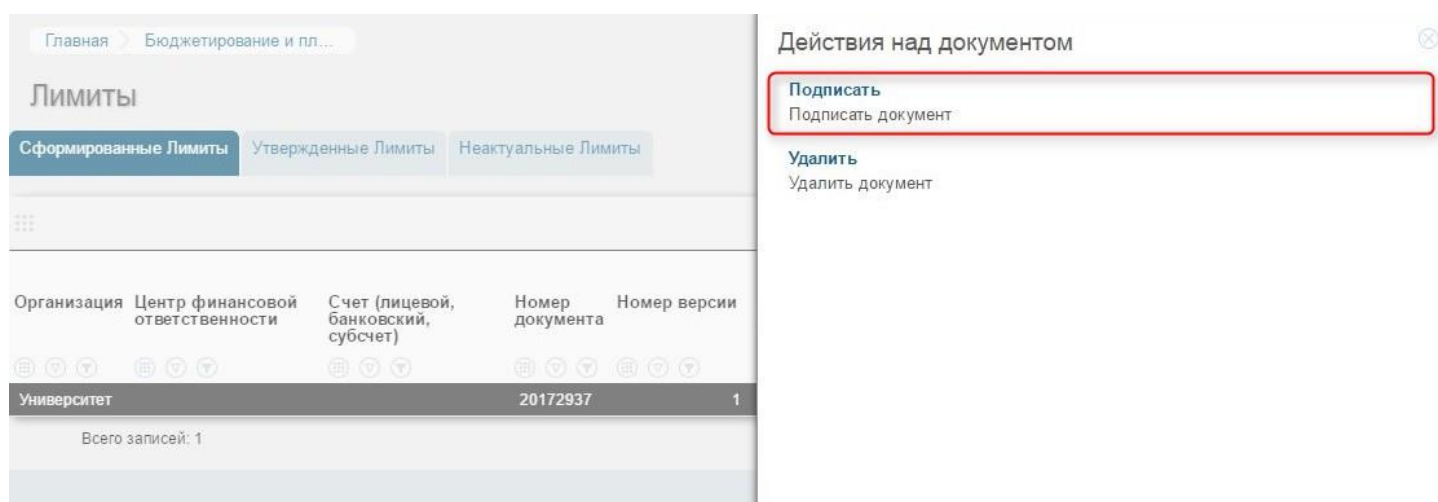 Главная Бюджетирование и пл...
Лимиты
Сформированные Лимиты Утвержденные Лимиты Неактуальные Лимиты
Организация Центр финансовой ответственности Счет (лицевой, банковский, субсчет) Номер документа Номер версии
Университет 20172937 1
Всего записей: 1
Действия над документом
Подписать
Подписать документ
Удалить
Удалить документ